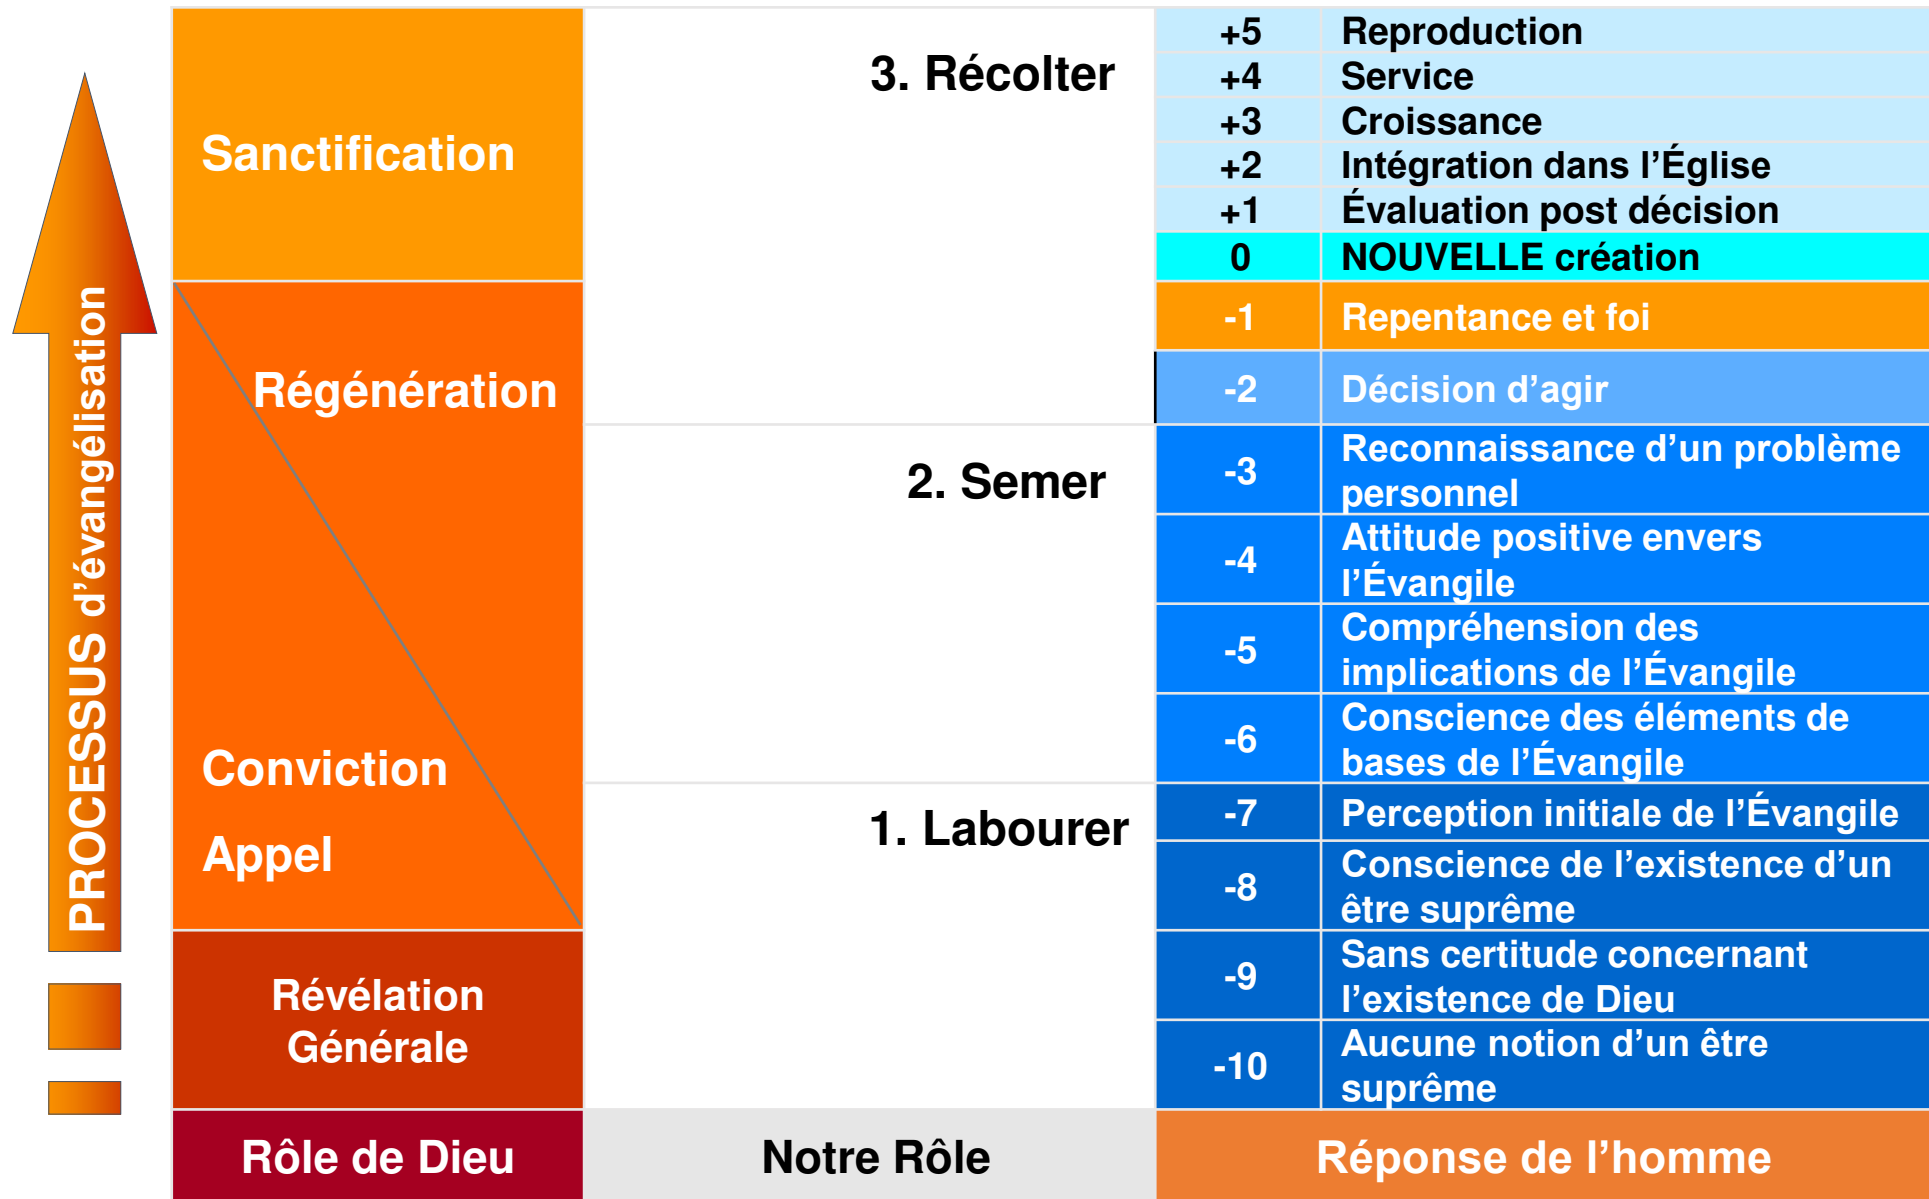 PROCESSUS d’évangélisation
Sanctification
Régénération
Conviction
Appel
Révélation
Générale
Rôle de Dieu
3. Récolter
2. Semer
1. Labourer
Notre Rôle
+5 Reproduction
+4 Service
+3 Croissance
+2 Intégration dans l’Église
+1 Évaluation post décision
0 NOUVELLE création
-1 Repentance et foi
-2 Décision d’agir
-3 Reconnaissance d’un problème
personnel
-4 Attitude positive envers
l’Évangile
-5 Compréhension des
implications de l’Évangile
-6 Conscience des éléments de
bases de l’Évangile
-7 Perception initiale de l’Évangile
-8 Conscience de l’existence d’un
être suprême
-9 Sans certitude concernant
l’existence de Dieu
-10 Aucune notion d’un être
suprême
Réponse de l’homme